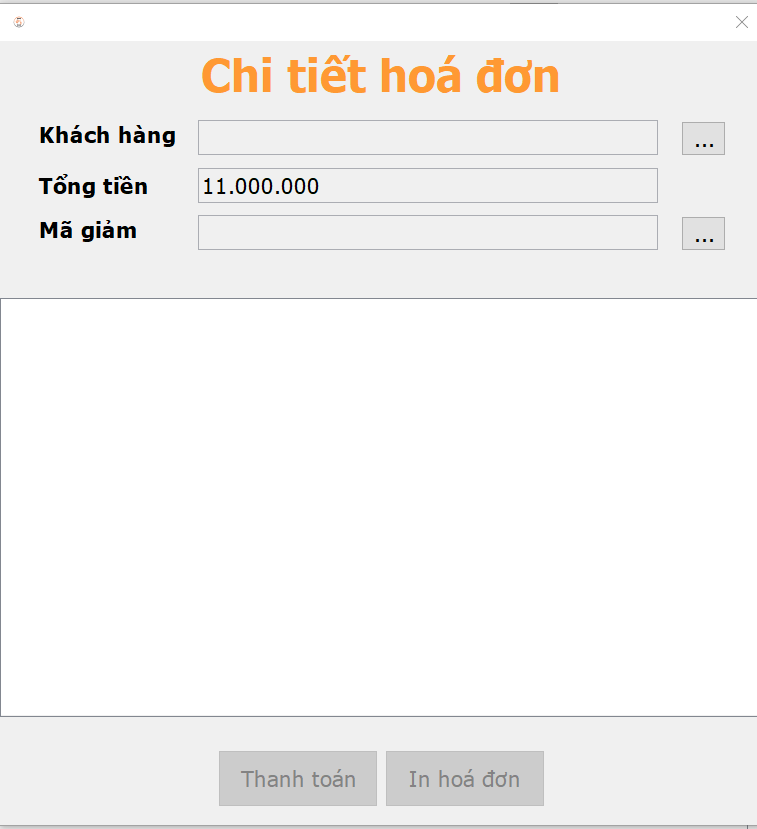 Chi tiết hoá đơn
Khách hàng ...
Tổng tiền 11.000.000
Mã giảm ...
Thanh toán In hoá đơn